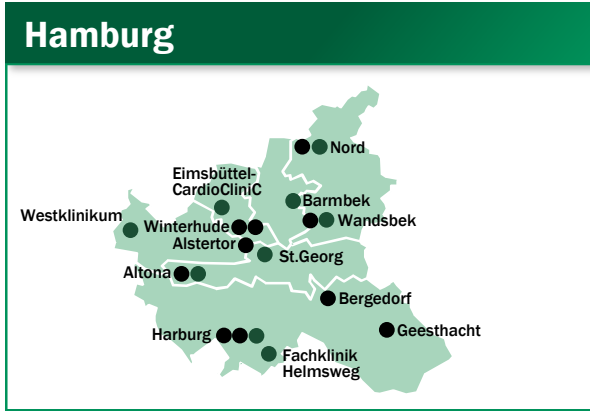 Hamburg
Nord
Eimsbüttel-
CardioCliniC
Barmbek
Westklinikum
Winterhude
Wandsbek
Alstertor
St.Georg
Altona
Bergedorf
Harburg
Geesthacht
Fachklinik
Helmsweg